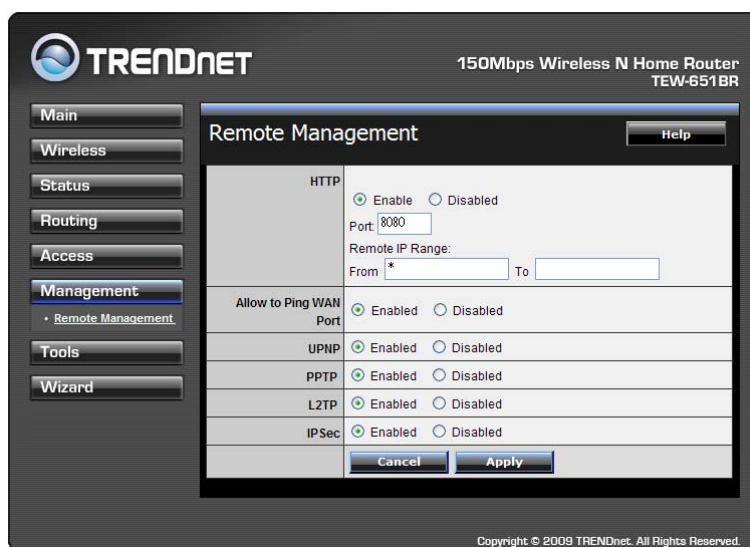 TRENDNET
150Mbps Wireless N Home Router
TEW-651BR
Main
Wireless
Status
Routing
Access
Management
• Remote Management
Tools
Wizard
Remote Management
Help
HTTP
Enable Disabled
Port: 8080
Remote IP Range:
From * To
Allow to Ping WAN
Port
Enabled Disabled
UPNP Enabled Disabled
PPTP Enabled Disabled
L2TP Enabled Disabled
IPSec Enabled Disabled
Cancel Apply
Copyright © 2009 TRENDnet. All Rights Reserved.